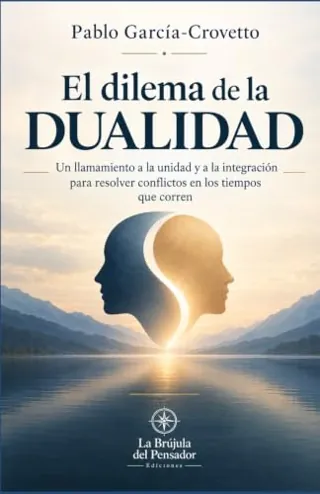 Pablo García-Crovetto
El dilema de la
DUALIDAD
Un llamamiento a la unidad y a la integración
para resolver conflictos en los tiempos
que corren
La Brújula
del Pensador
Ediciones